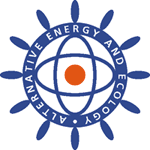 ALTERNATIVE ENERGY AND ECOLOGY •